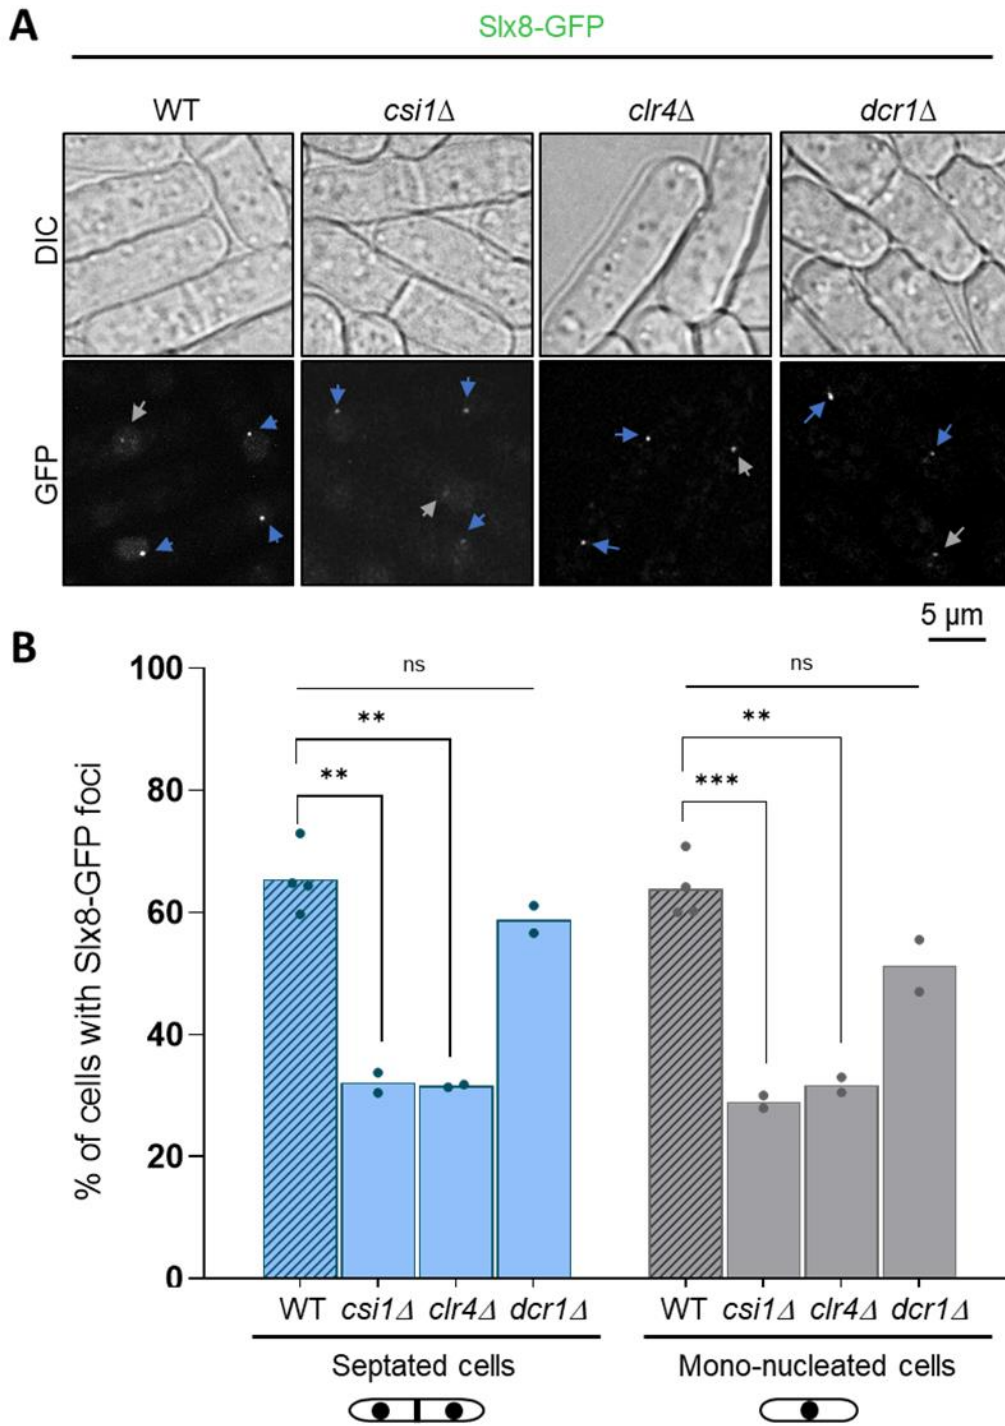 A
Slx8-GFP
WT csi1Δ clr4Δ dcr1Δ
DIC
GFP
5 µm
B
% of cells with Slx8-GFP foci
100
80
60
40
20
0
ns
**
**
ns
**
***
WT csi1Δ clr4Δ dcr1Δ WT csi1Δ clr4Δ dcr1Δ
Septated cells Mono-nucleated cells